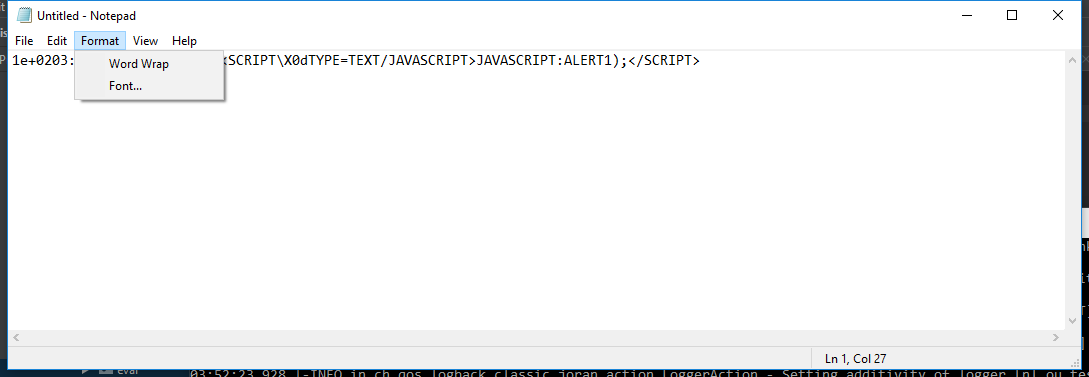 Untitled - Notepad
File Edit Format View Help
1e+0203: <SCRIPT\X0dTYPE=TEXT/JAVASCRIPT>JAVASCRIPT:ALERT1);</SCRIPT>
Word Wrap
Font...
Ln 1, Col 27
eval
03:52:23,928 |-INFO in ch.qos.logback.classic.joran.action.LoggerAction - Setting additivity of logger